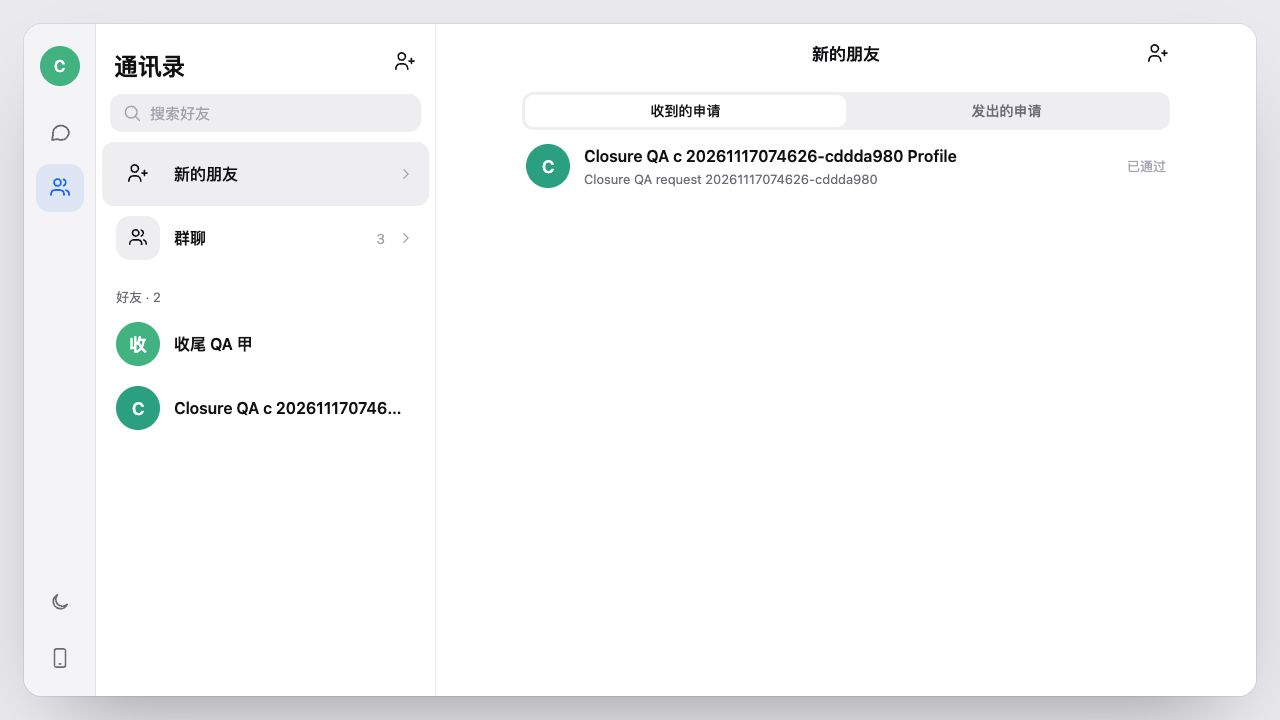 C
通讯录
搜索好友
新的朋友
群聊
3
好友 · 2
收
收尾 QA 甲
C
Closure QA c 202611170746...
新的朋友
收到的申请
发出的申请
C
Closure QA c 20261117074626-cddda980 Profile
Closure QA request 20261117074626-cddda980
已通过